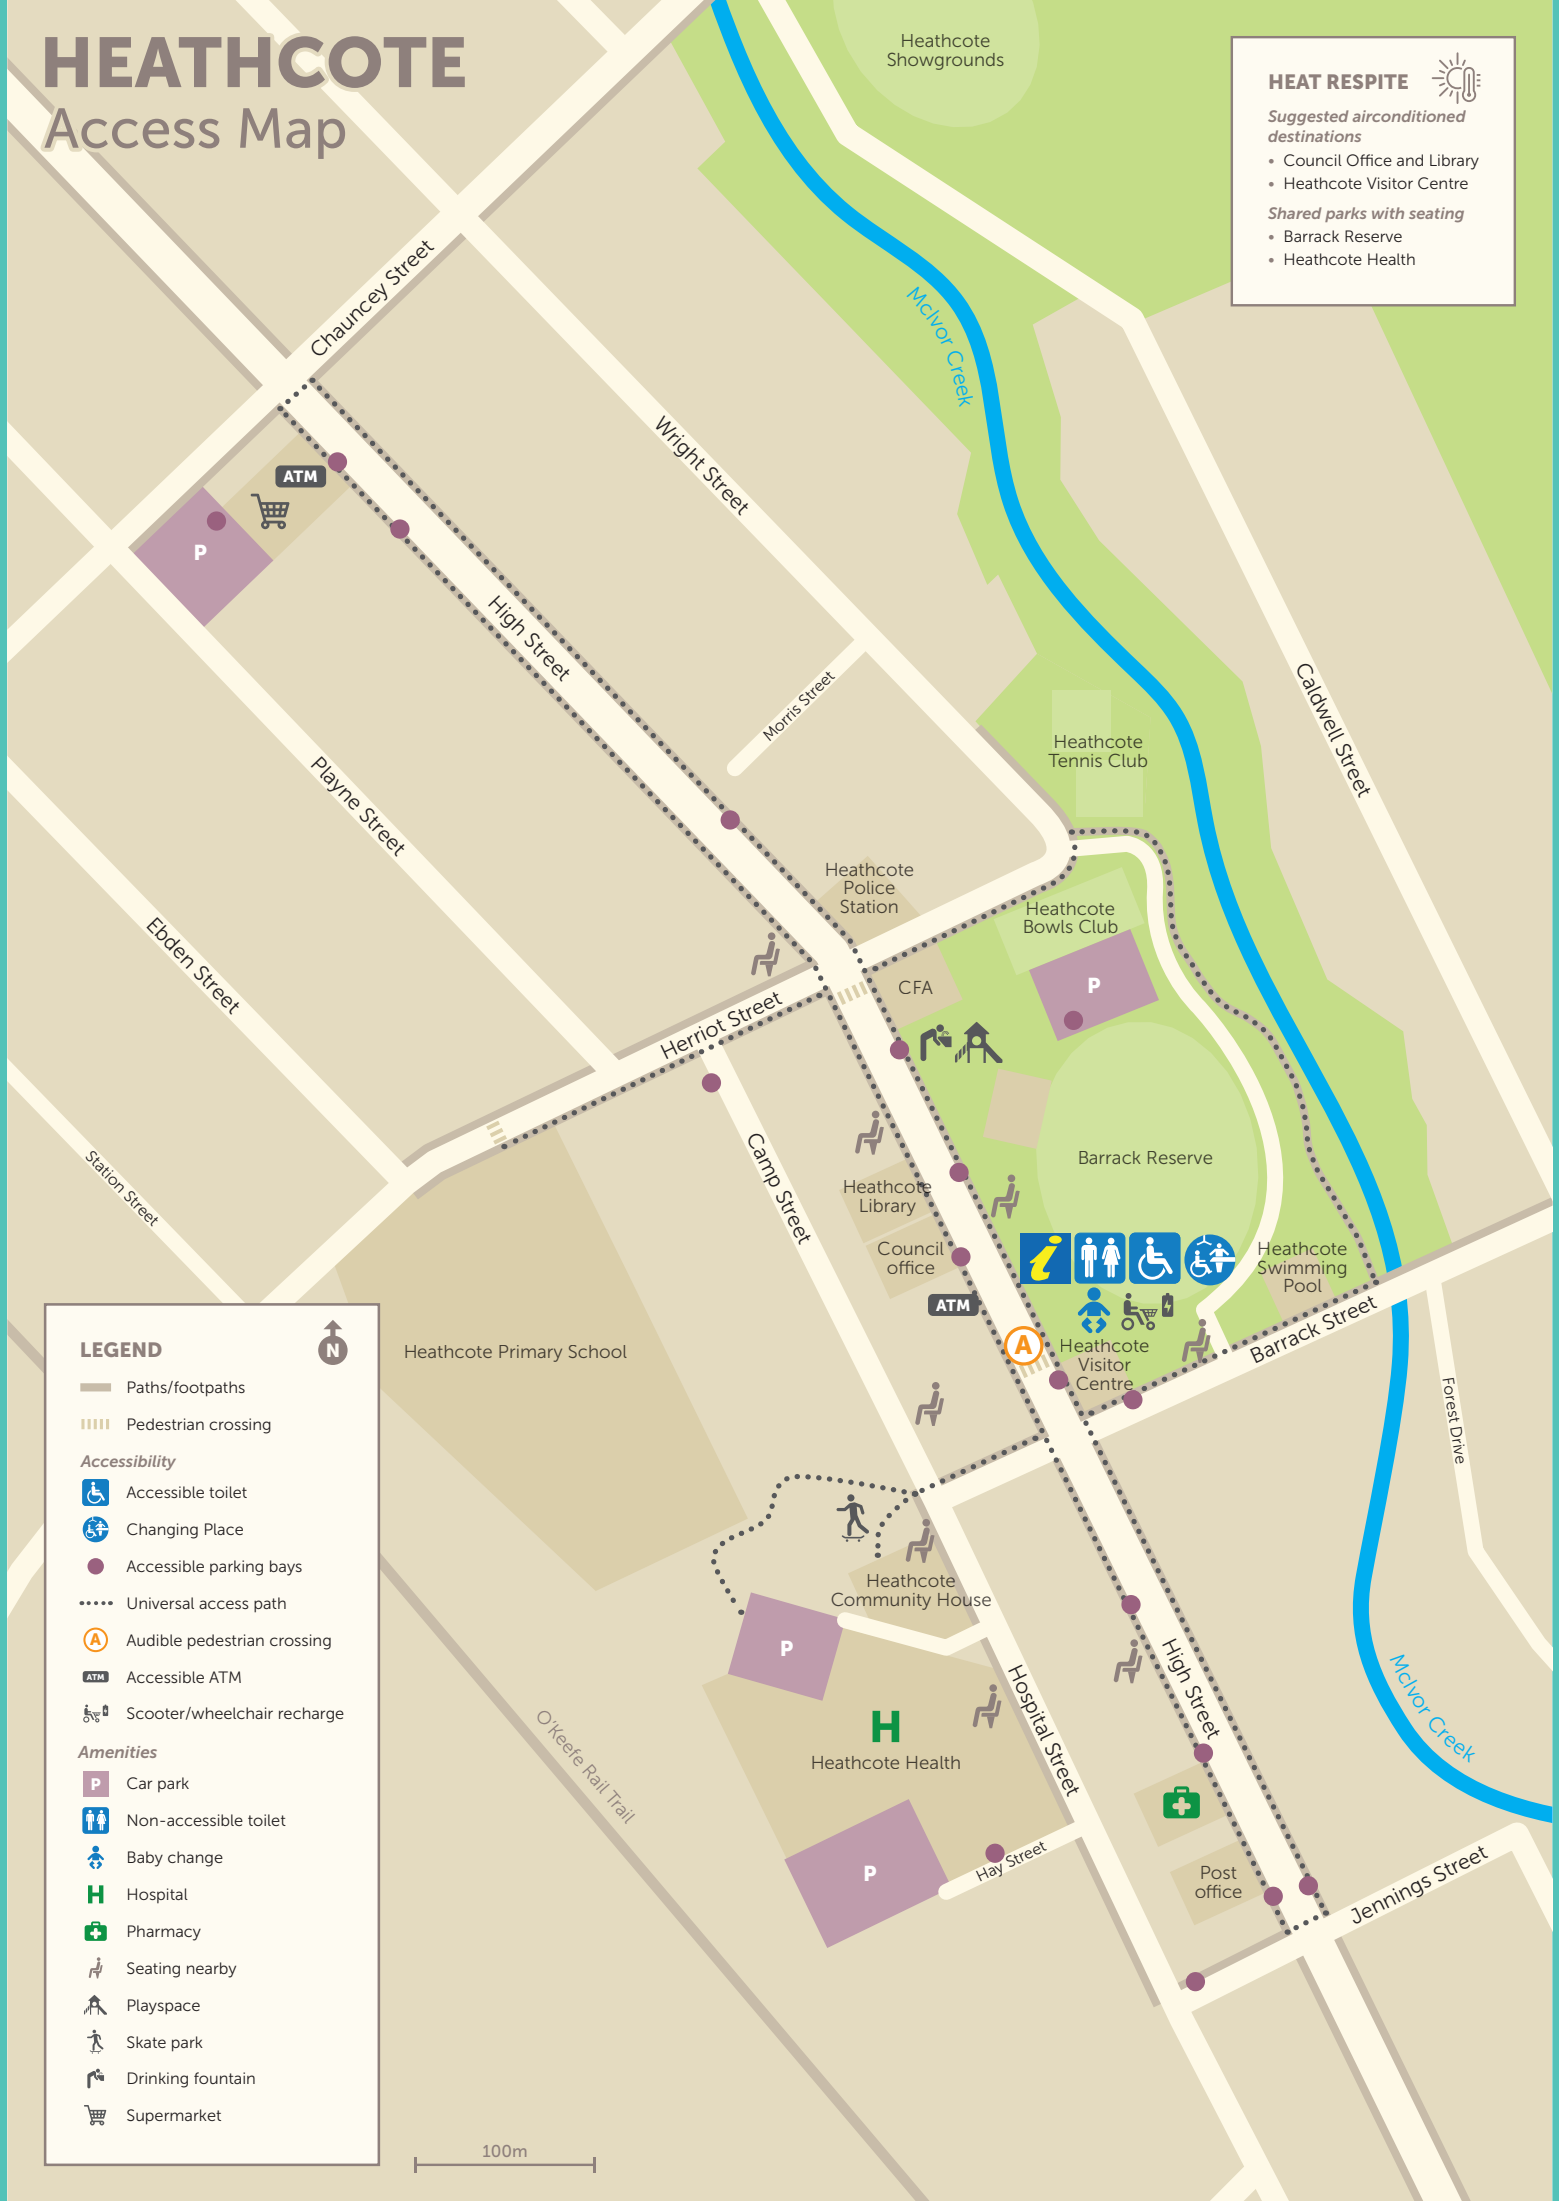 HEATHCOTE
Access Map
Heathcote
Showgrounds
HEAT RESPITE
Suggested airconditioned
destinations
• Council Office and Library
• Heathcote Visitor Centre
Shared parks with seating
• Barrack Reserve
• Heathcote Health
Chauncey Street
McIvor Creek
Wright Street
ATM
P
High Street
Morris Street
Caldwell Street
Heathcote
Tennis Club
Playne Street
Heathcote
Police
Station
Heathcote
Bowls Club
Ebden Street
CFA
P
Herriot Street
Station Street
Camp Street
Barrack Reserve
Heathcote
Library
Council
office
i
Heathcote
Swimming
Pool
ATM
A
Heathcote
Visitor
Centre
Barrack Street
Heathcote Primary School
Forest Drive
Heathcote
Community House
P
High Street
Hospital Street
McIvor Creek
O'Keefe Rail Trail
H
Heathcote Health
P
Hay Street
Post
office
Jennings Street
LEGEND
N
Paths/footpaths
Pedestrian crossing
Accessibility
Accessible toilet
Changing Place
Accessible parking bays
Universal access path
A Audible pedestrian crossing
ATM Accessible ATM
Scooter/wheelchair recharge
Amenities
P Car park
Non-accessible toilet
Baby change
H Hospital
Pharmacy
Seating nearby
Playspace
Skate park
Drinking fountain
Supermarket
100m